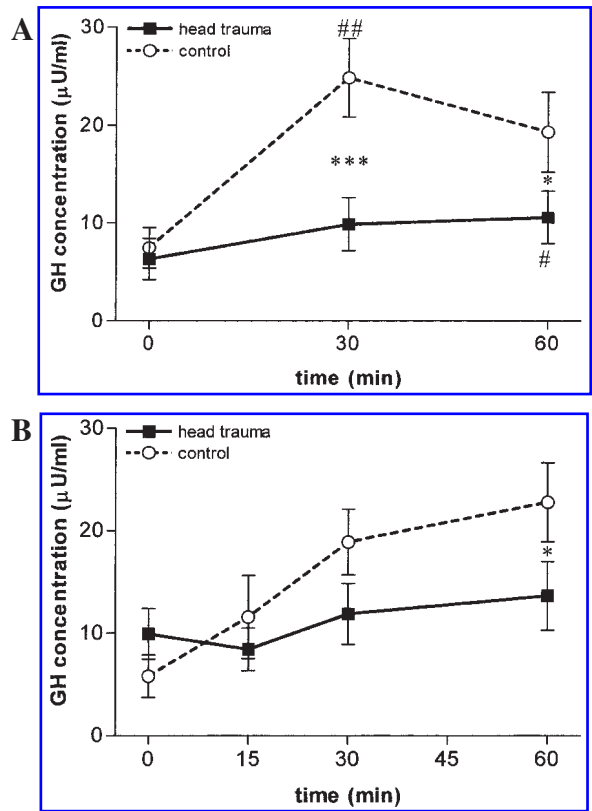 A
head trauma
control
##
***
*
#
GH concentration (μU/ml)
30
20
10
0
0 30 60
time (min)
B
head trauma
control
*
GH concentration (μU/ml)
30
20
10
0
0 15 30 45 60
time (min)